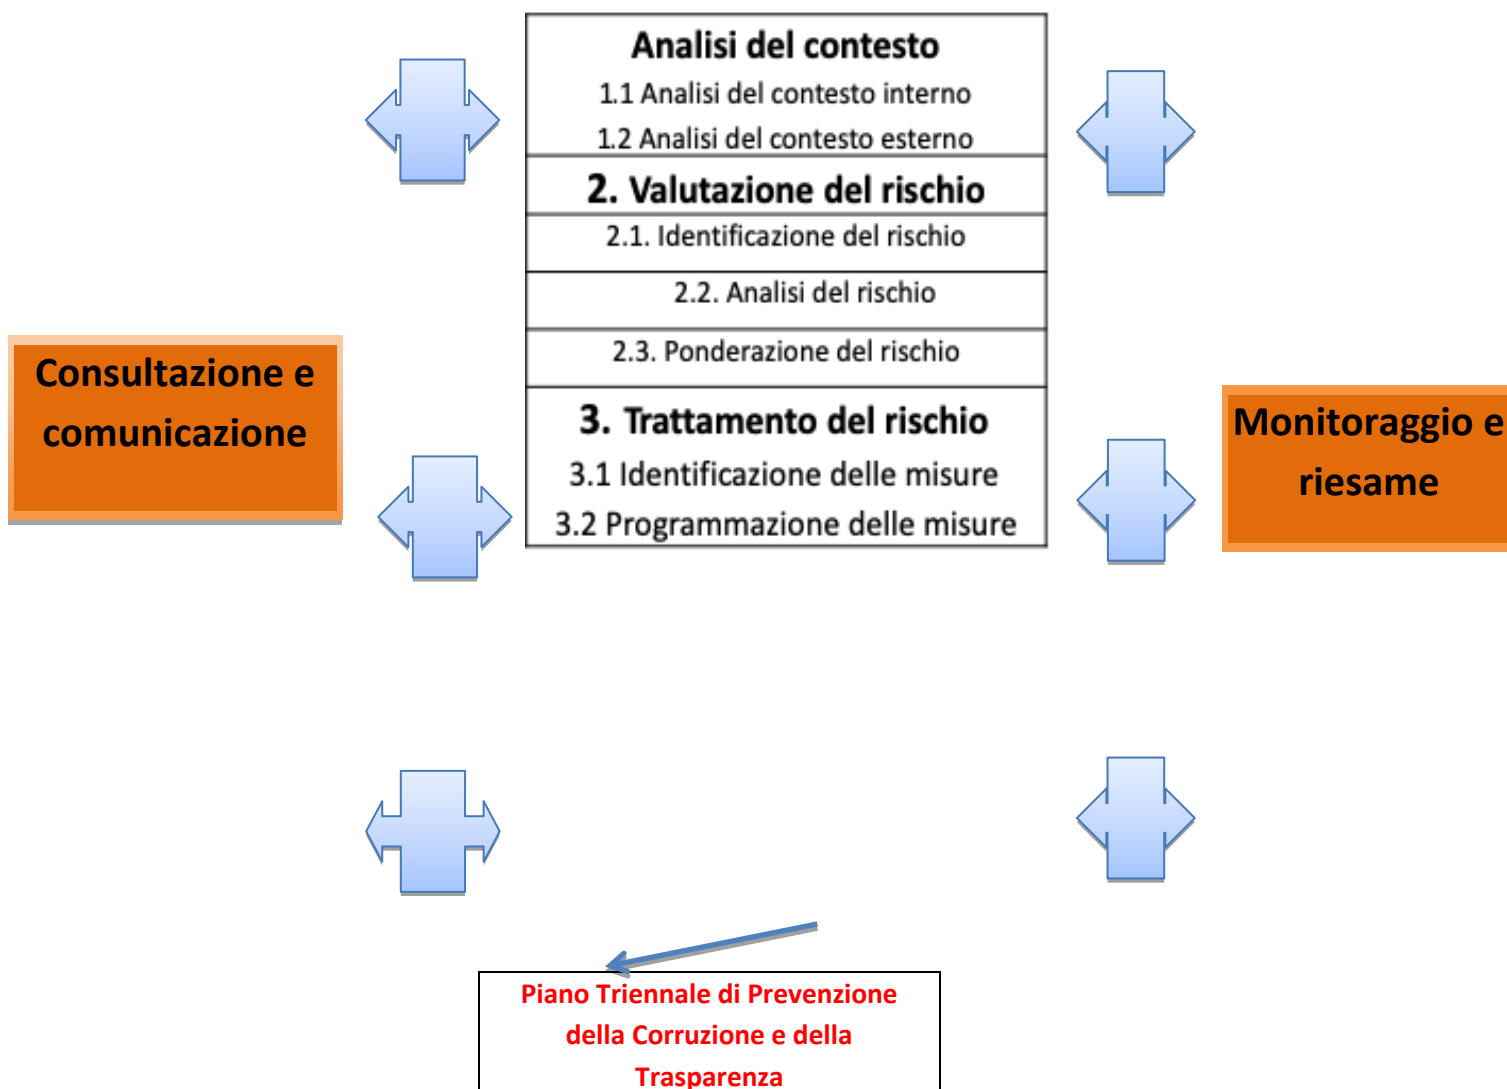 Analisi del contesto
1.1 Analisi del contesto interno
1.2 Analisi del contesto esterno
2. Valutazione del rischio
2.1. Identificazione del rischio
2.2. Analisi del rischio
2.3. Ponderazione del rischio
3. Trattamento del rischio
3.1 Identificazione delle misure
3.2 Programmazione delle misure
Consultazione e
comunicazione
Monitoraggio e
riesame
Piano Triennale di Prevenzione
della Corruzione e della
Trasparenza